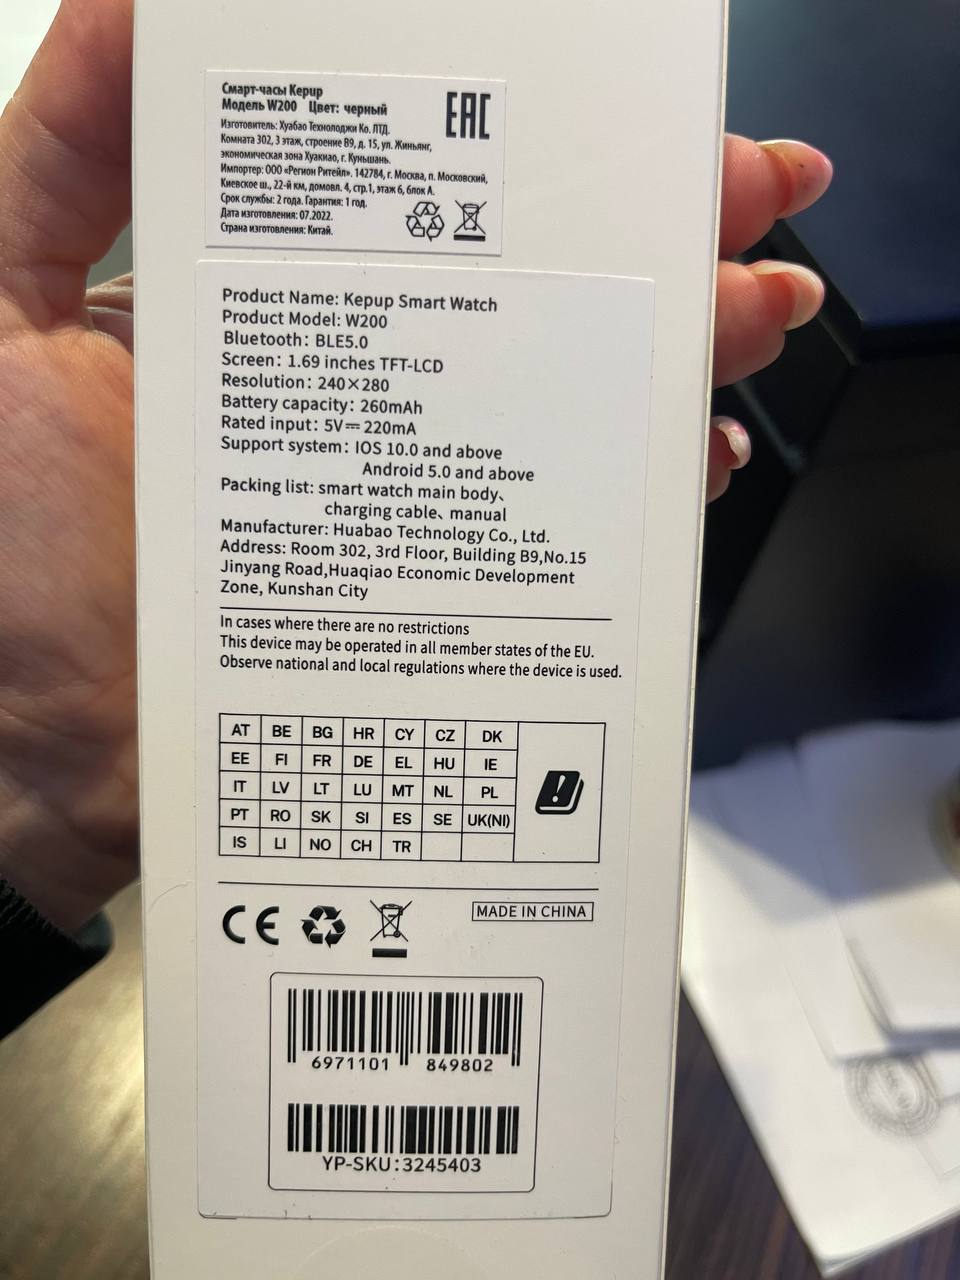 Смарт-часы Kepup
Модель W200 Цвет: черный
EAC
Изготовитель: Хуабао Технолоджи Ко. ЛТД.
Комната 302, 3 этаж, строение B9, д. 15, ул. Жиньянг,
экономическая зона Хуакиао, г. Куньшань.
Импортер: ООО «Регион Ритейл». 142784, г. Москва, п. Московский,
Киевское ш., 22-й км, домовл. 4, стр.1, этаж 6, блок А.
Срок службы: 2 года. Гарантия: 1 год.
Дата изготовления: 07.2022.
Страна изготовления: Китай.
Product Name: Kepup Smart Watch
Product Model: W200
Bluetooth: BLE5.0
Screen: 1.69 inches TFT-LCD
Resolution: 240×280
Battery capacity: 260mAh
Rated input: 5V⎓220mA
Support system: IOS 10.0 and above
Android 5.0 and above
Packing list: smart watch main body、
charging cable、manual
Manufacturer: Huabao Technology Co., Ltd.
Address: Room 302, 3rd Floor, Building B9,No.15
Jinyang Road,Huaqiao Economic Development
Zone, Kunshan City
In cases where there are no restrictions
This device may be operated in all member states of the EU.
Observe national and local regulations where the device is used.
AT BE BG HR CY CZ DK
EE FI FR DE EL HU IE
IT LV LT LU MT NL PL
PT RO SK SI ES SE UK(NI)
IS LI NO CH TR
CE
MADE IN CHINA
6971101 849802
YP-SKU:3245403